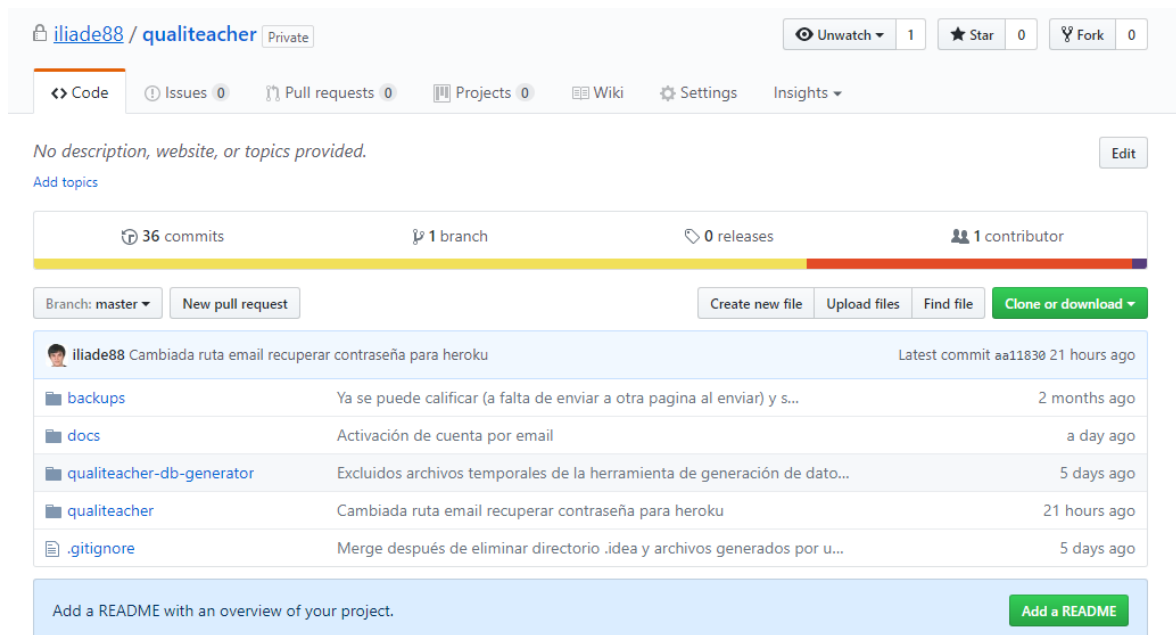 iliade88 / qualiteacher Private Unwatch 1 Star 0 Fork 0
Code Issues 0 Pull requests 0 Projects 0 Wiki Settings Insights
No description, website, or topics provided. Edit
Add topics
36 commits 1 branch 0 releases 1 contributor
Branch: master New pull request Create new file Upload files Find file Clone or download
iliade88 Cambiada ruta email recuperar contraseña para heroku Latest commit aa11830 21 hours ago
backups Ya se puede calificar (a falta de enviar a otra pagina al enviar) y s... 2 months ago
docs Activación de cuenta por email a day ago
qualiteacher-db-generator Excluidos archivos temporales de la herramienta de generación de dato... 5 days ago
qualiteacher Cambiada ruta email recuperar contraseña para heroku 21 hours ago
.gitignore Merge después de eliminar directorio .idea y archivos generados por u... 5 days ago
Add a README with an overview of your project. Add a README